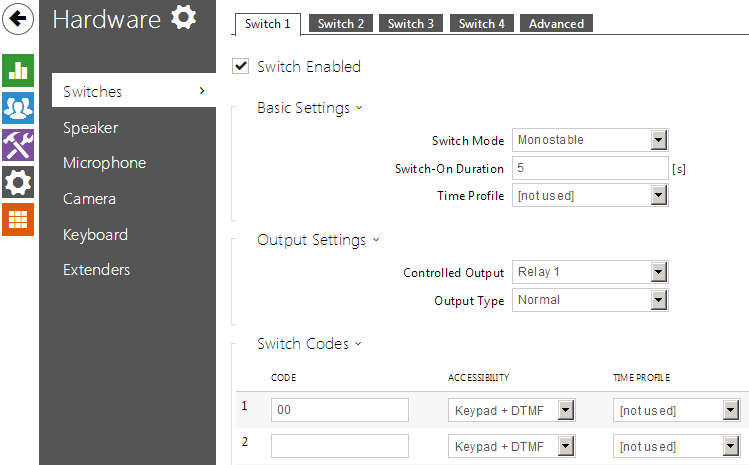 Hardware
Switches
Speaker
Microphone
Camera
Keyboard
Extenders
Switch 1 Switch 2 Switch 3 Switch 4 Advanced
Switch Enabled
Basic Settings
Switch Mode Monostable
Switch-On Duration 5 [s]
Time Profile [not used]
Output Settings
Controlled Output Relay 1
Output Type Normal
Switch Codes
CODE ACCESSIBILITY TIME PROFILE
1 00 Keypad + DTMF [not used]
2 Keypad + DTMF [not used]